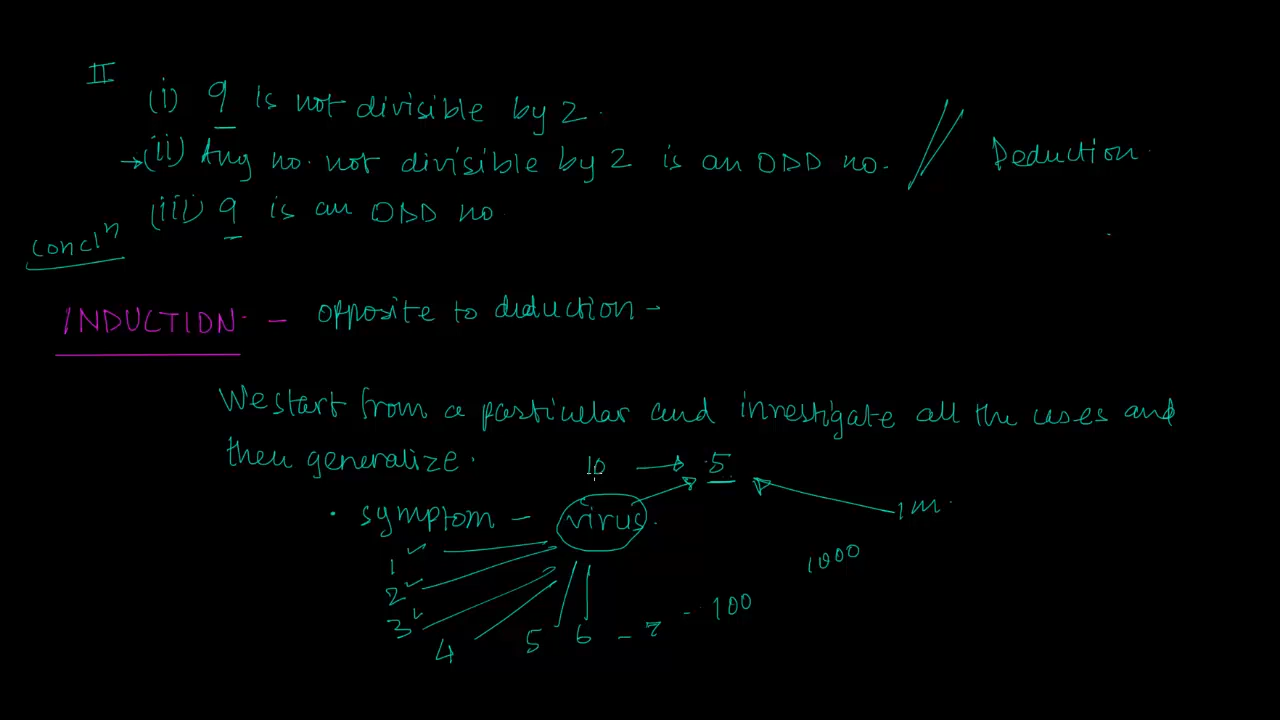 II
(i) 9 is not divisible by 2.
→(ii) Any no. not divisible by 2 is an ODD no. // Deduction.
(iii) 9 is an ODD no.
Conclⁿ
INDUCTION - opposite to deduction -
We start from a particular and investigate all the cases and
then generalize.
10 → 5
. symptom - virus.
1m.
1
2
3
4
5 6 - 7 - 100
1000